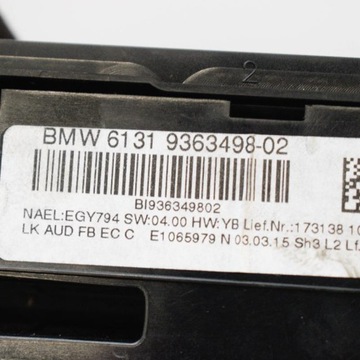 2
BMW 6131 9363498-02
BI936349802
NAEL:EGY794 SW:04.00 HW:YB Lief.Nr.:173138 10
LK AUD FB EC C E1065979 N 03.03.15 Sh3 L2 Lf.